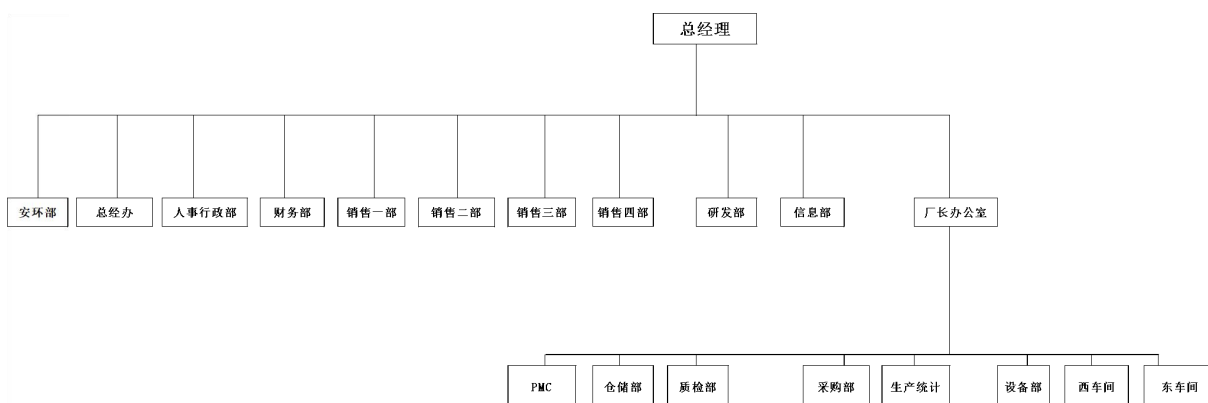 总经理
安环部
总经办
人事行政部
财务部
销售一部
销售二部
销售三部
销售四部
研发部
信息部
厂长办公室
PMC
仓储部
质检部
采购部
生产统计
设备部
西车间
东车间